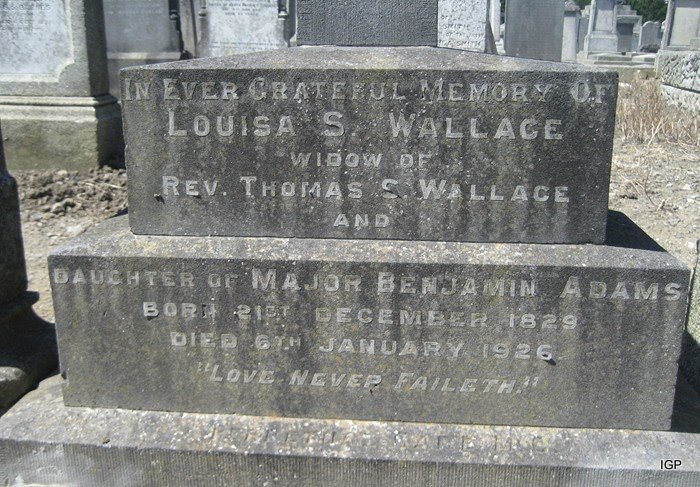 IN EVER GRATEFUL MEMORY OF
LOUISA S. WALLACE
WIDOW OF
REV. THOMAS S. WALLACE
AND
DAUGHTER OF MAJOR BENJAMIN ADAMS
BORN 21ST DECEMBER 1829
DIED 6TH JANUARY 1926.
"LOVE NEVER FAILETH."
IGP